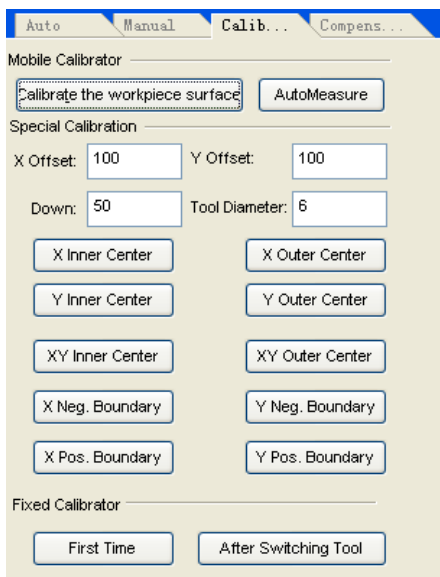 Auto Manual Calib... Compens...
Mobile Calibrator
Calibrate the workpiece surface AutoMeasure
Special Calibration
X Offset: 100 Y Offset: 100
Down: 50 Tool Diameter: 6
X Inner Center X Outer Center
Y Inner Center Y Outer Center
XY Inner Center XY Outer Center
X Neg. Boundary Y Neg. Boundary
X Pos. Boundary Y Pos. Boundary
Fixed Calibrator
First Time After Switching Tool